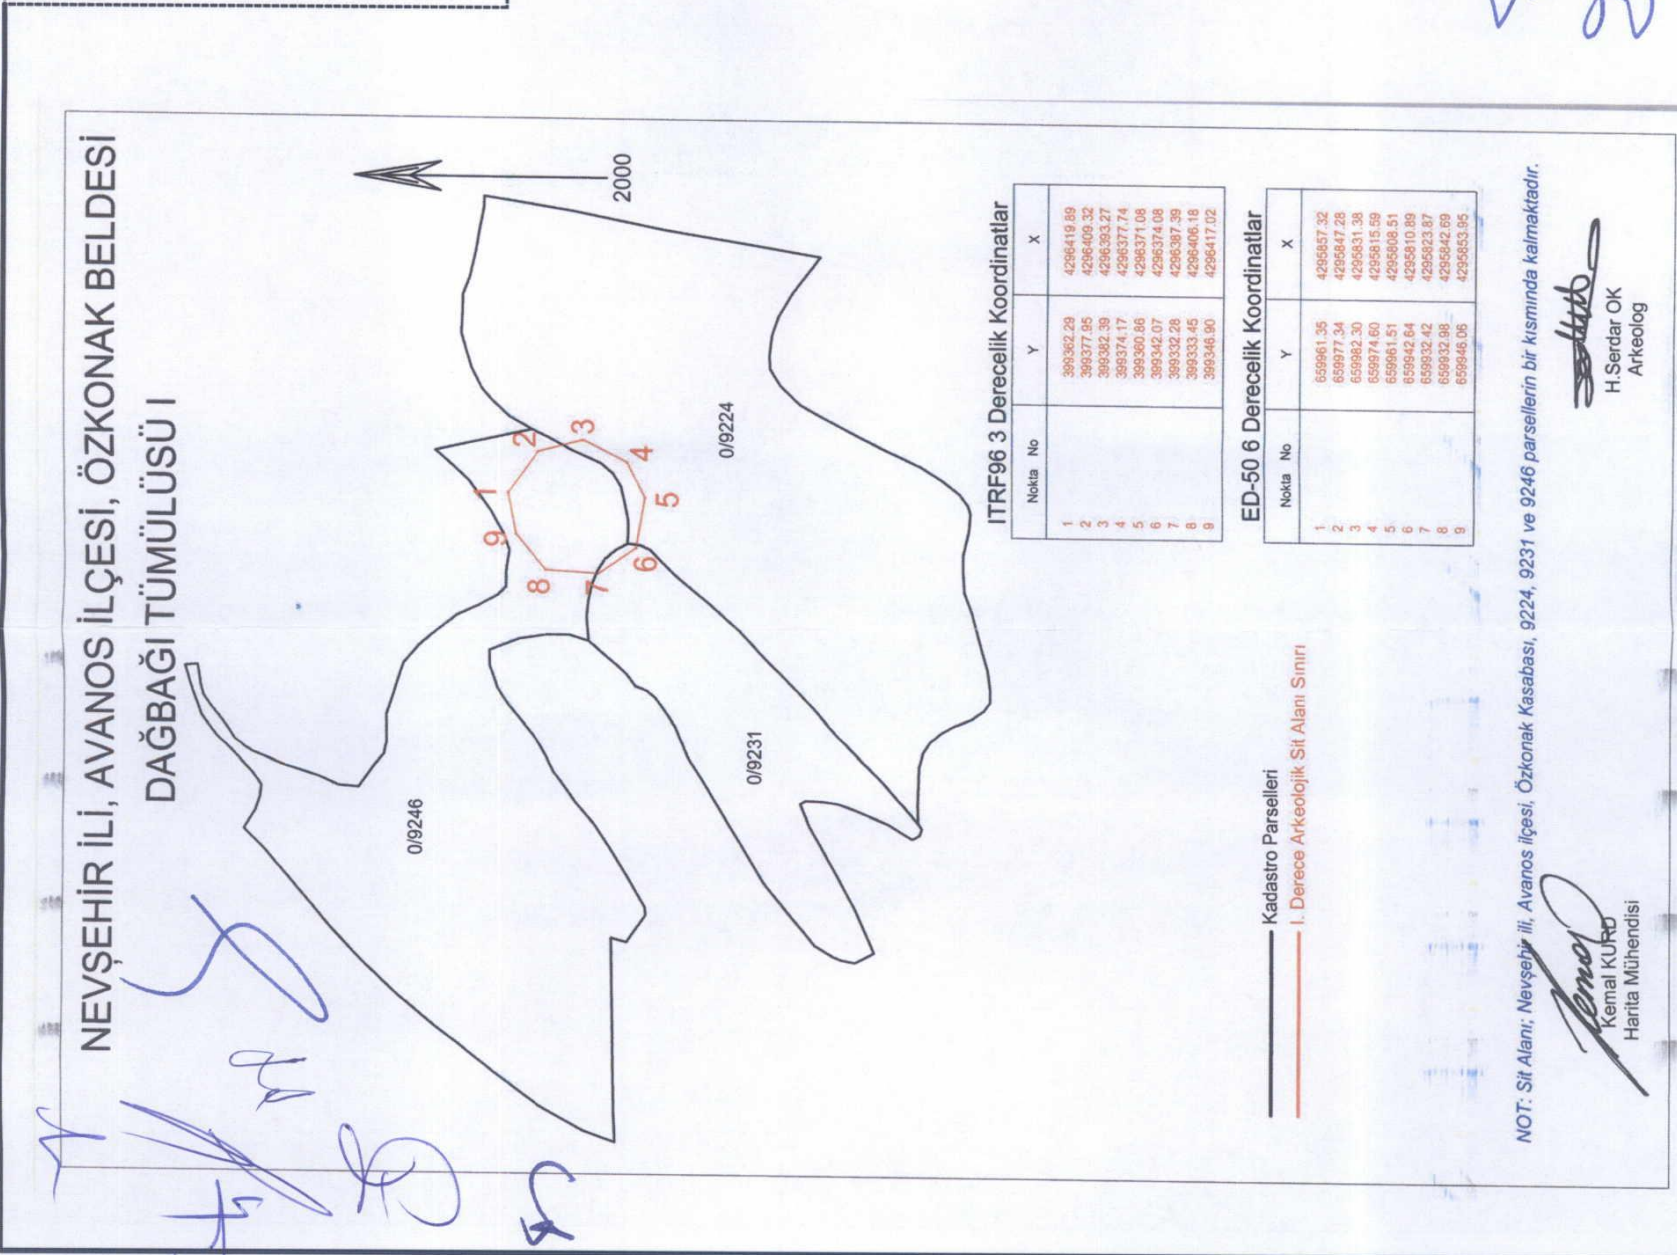 NEVŞEHİR İLİ, AVANOS İLÇESİ, ÖZKONAK BELDESİ
DAĞBAĞI TÜMÜLÜSÜ I
2000
0/9246
0/9231
0/9224
1
2
3
4
5
6
7
8
9
ITRF96 3 Derecelik Koordinatlar
Nokta No Y X
1 399362.29 4296419.89
2 399377.95 4296409.32
3 399382.39 4296393.27
4 399374.17 4296377.74
5 399360.86 4296371.08
6 399342.07 4296374.08
7 399332.28 4296387.39
8 399333.45 4296406.18
9 399346.90 4296417.02
ED-50 6 Derecelik Koordinatlar
Nokta No Y X
1 659961.35 4295857.32
2 659977.34 4295847.28
3 659982.30 4295831.38
4 659974.60 4295815.59
5 659961.51 4295808.51
6 659942.64 4295810.89
7 659932.42 4295823.87
8 659932.98 4295842.69
9 659946.06 4295853.95
Kadastro Parselleri
I. Derece Arkeolojik Sit Alanı Sınırı
NOT: Sit Alanı; Nevşehir ili, Avanos ilçesi, Özkonak Kasabası, 9224, 9231 ve 9246 parsellerin bir kısmında kalmaktadır.
Kemal KURD
Harita Mühendisi
H.Serdar OK
Arkeolog